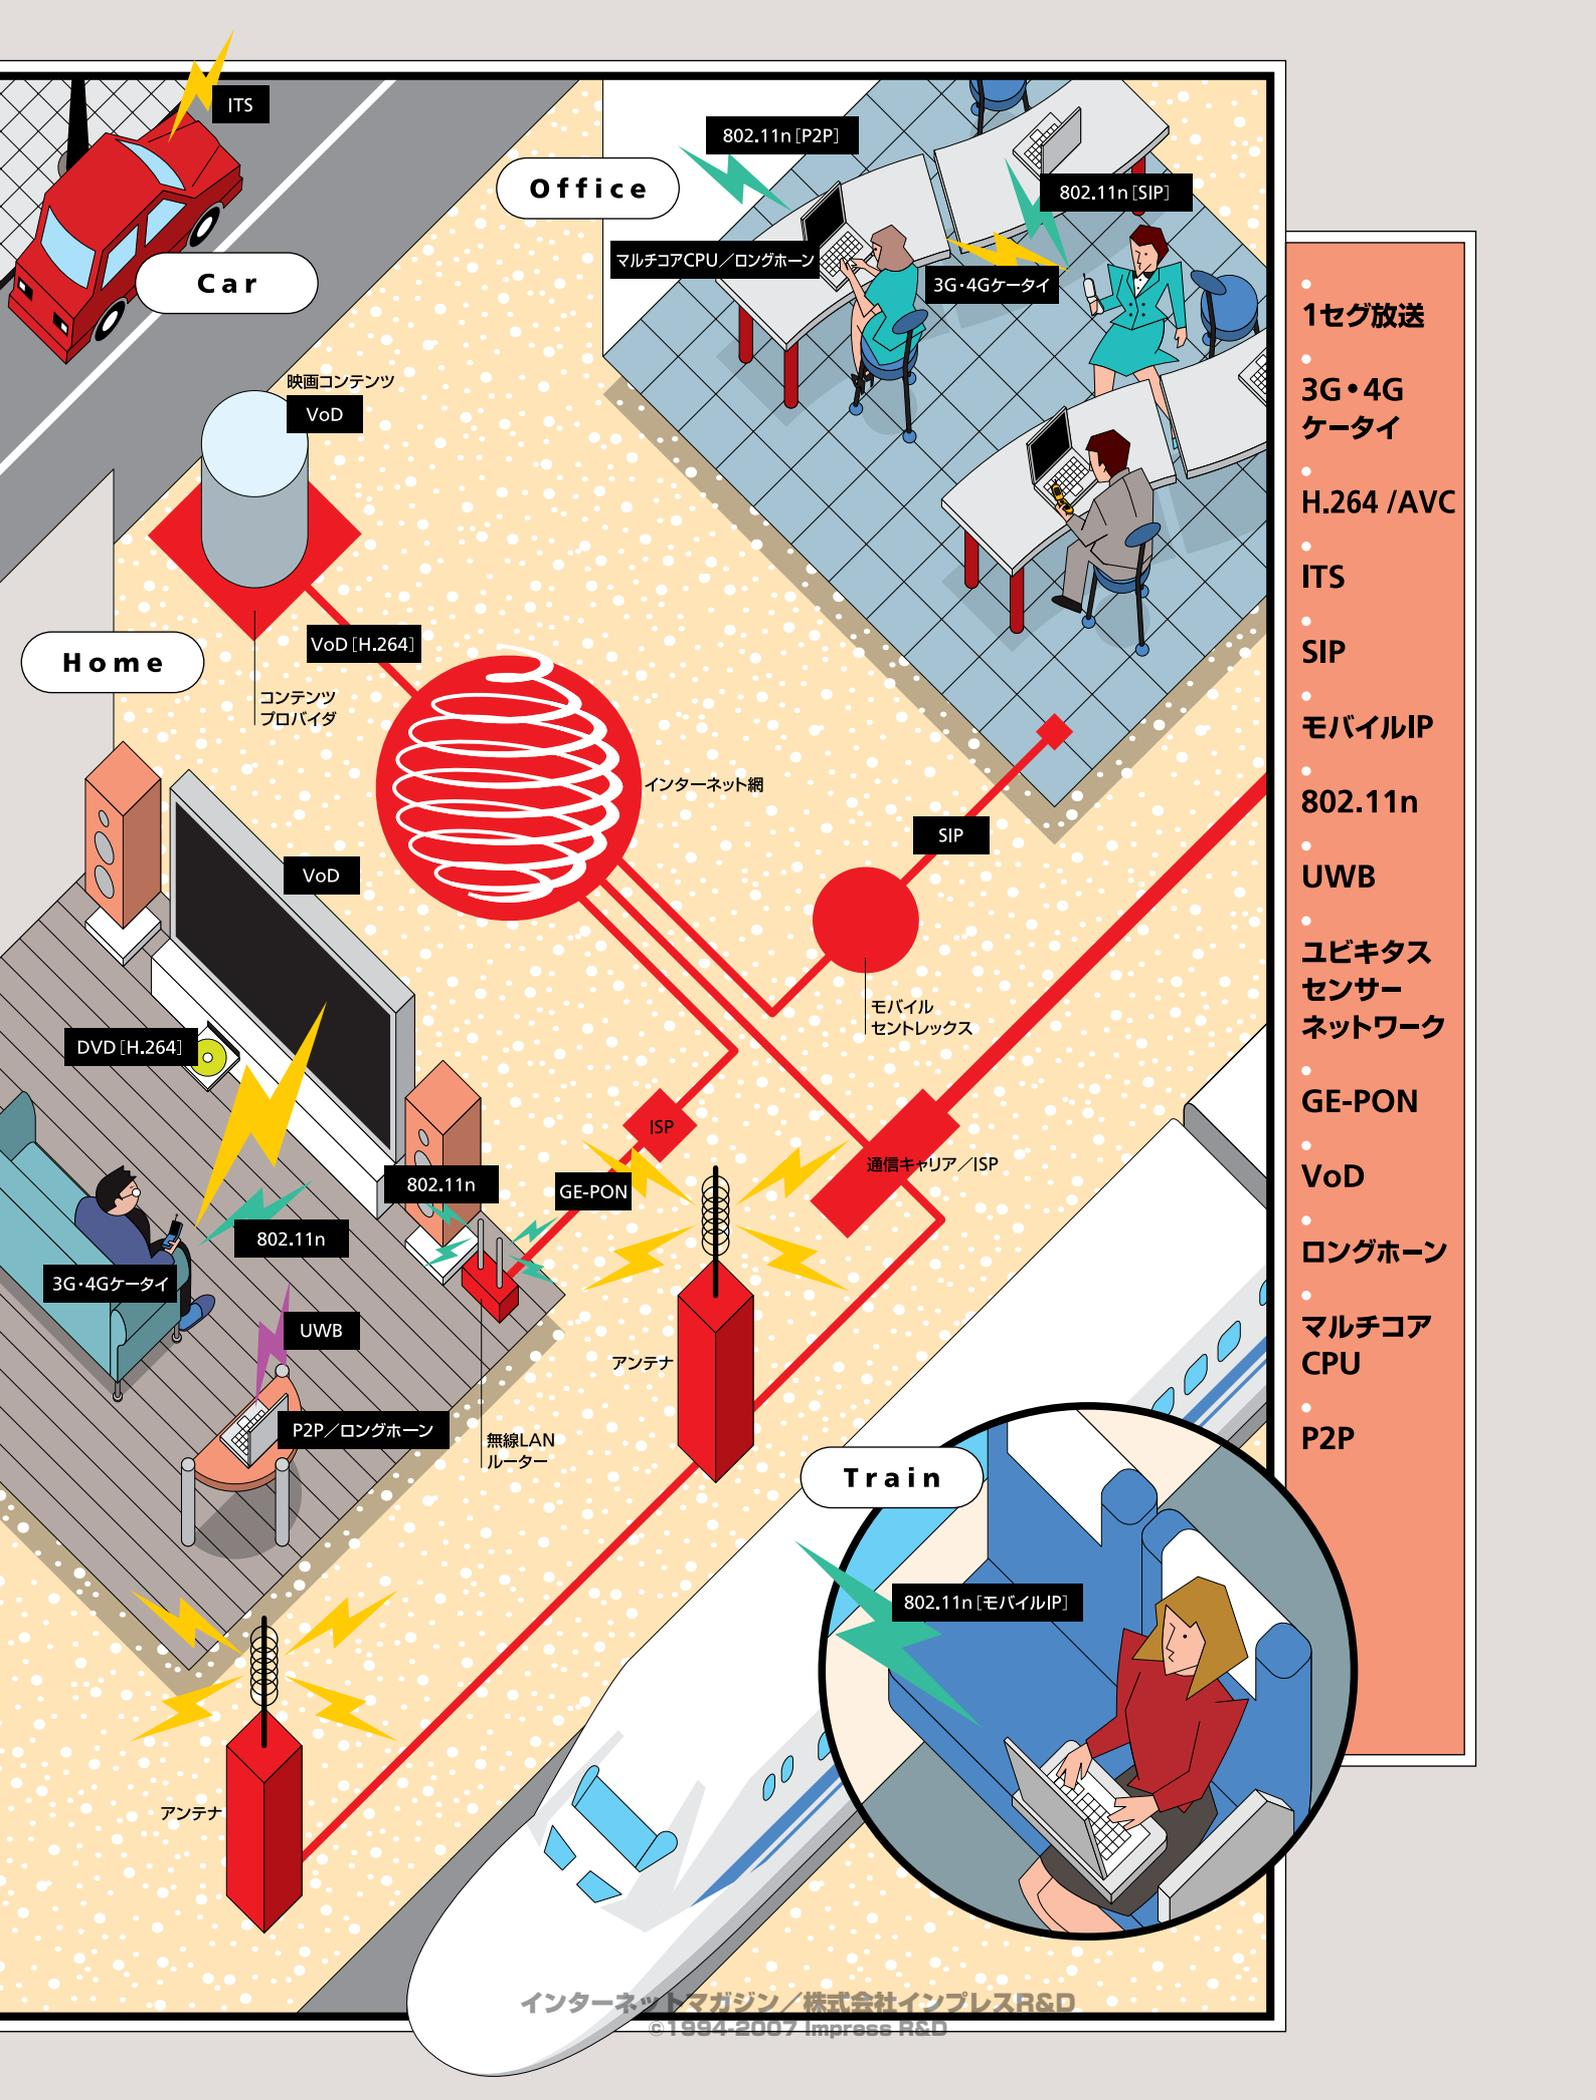 ITS
Car
Office
802.11n［P2P］
802.11n［SIP］
マルチコアCPU／ロングホーン
3G・4Gケータイ
映画コンテンツ
VoD
VoD［H.264］
Home
コンテンツ
プロバイダ
インターネット網
SIP
VoD
モバイル
セントレックス
DVD［H.264］
ISP
通信キャリア／ISP
802.11n
GE-PON
802.11n
3G・4Gケータイ
UWB
アンテナ
P2P／ロングホーン
無線LAN
ルーター
Train
802.11n［モバイルIP］
アンテナ
1セグ放送
3G・4G
ケータイ
H.264 /AVC
ITS
SIP
モバイルIP
802.11n
UWB
ユビキタス
センサー
ネットワーク
GE-PON
VoD
ロングホーン
マルチコア
CPU
P2P
インターネットマガジン／株式会社インプレスR&D
©1994-2007 Impress R&D